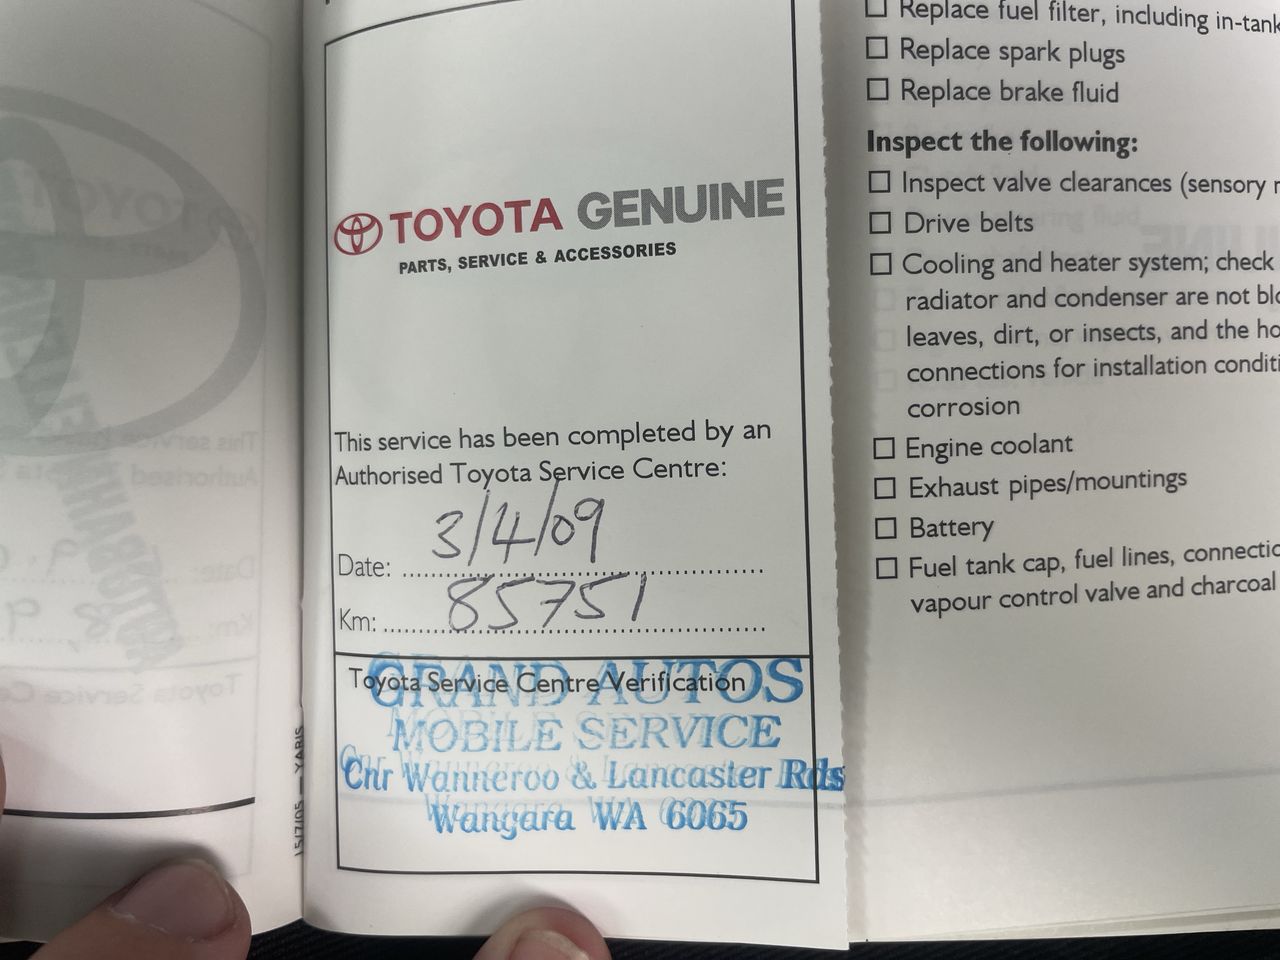 TOYOTA GENUINE
PARTS, SERVICE & ACCESSORIES
This service has been completed by an
Authorised Toyota Service Centre:
Date: 3/4/09
Km: 85751
Toyota Service Centre Verification
GRAND AUTOS
MOBILE SERVICE
Cnr Wanneroo & Lancaster Rds
Wangara WA 6065
15/7/05 — YARIS
Replace fuel filter, including in-tank
Replace spark plugs
Replace brake fluid
Inspect the following:
Inspect valve clearances (sensory
Drive belts
Cooling and heater system; check
radiator and condenser are not
leaves, dirt, or insects, and the
connections for installation
corrosion
Engine coolant
Exhaust pipes/mountings
Battery
Fuel tank cap, fuel lines,
vapour control valve and charcoal